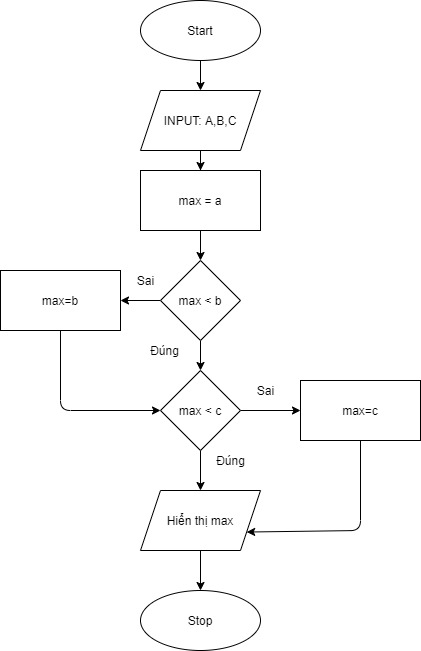 Start
INPUT: A,B,C
max = a
Sai
max < b
max=b
Đúng
max < c
Sai
max=c
Đúng
Hiển thị max
Stop